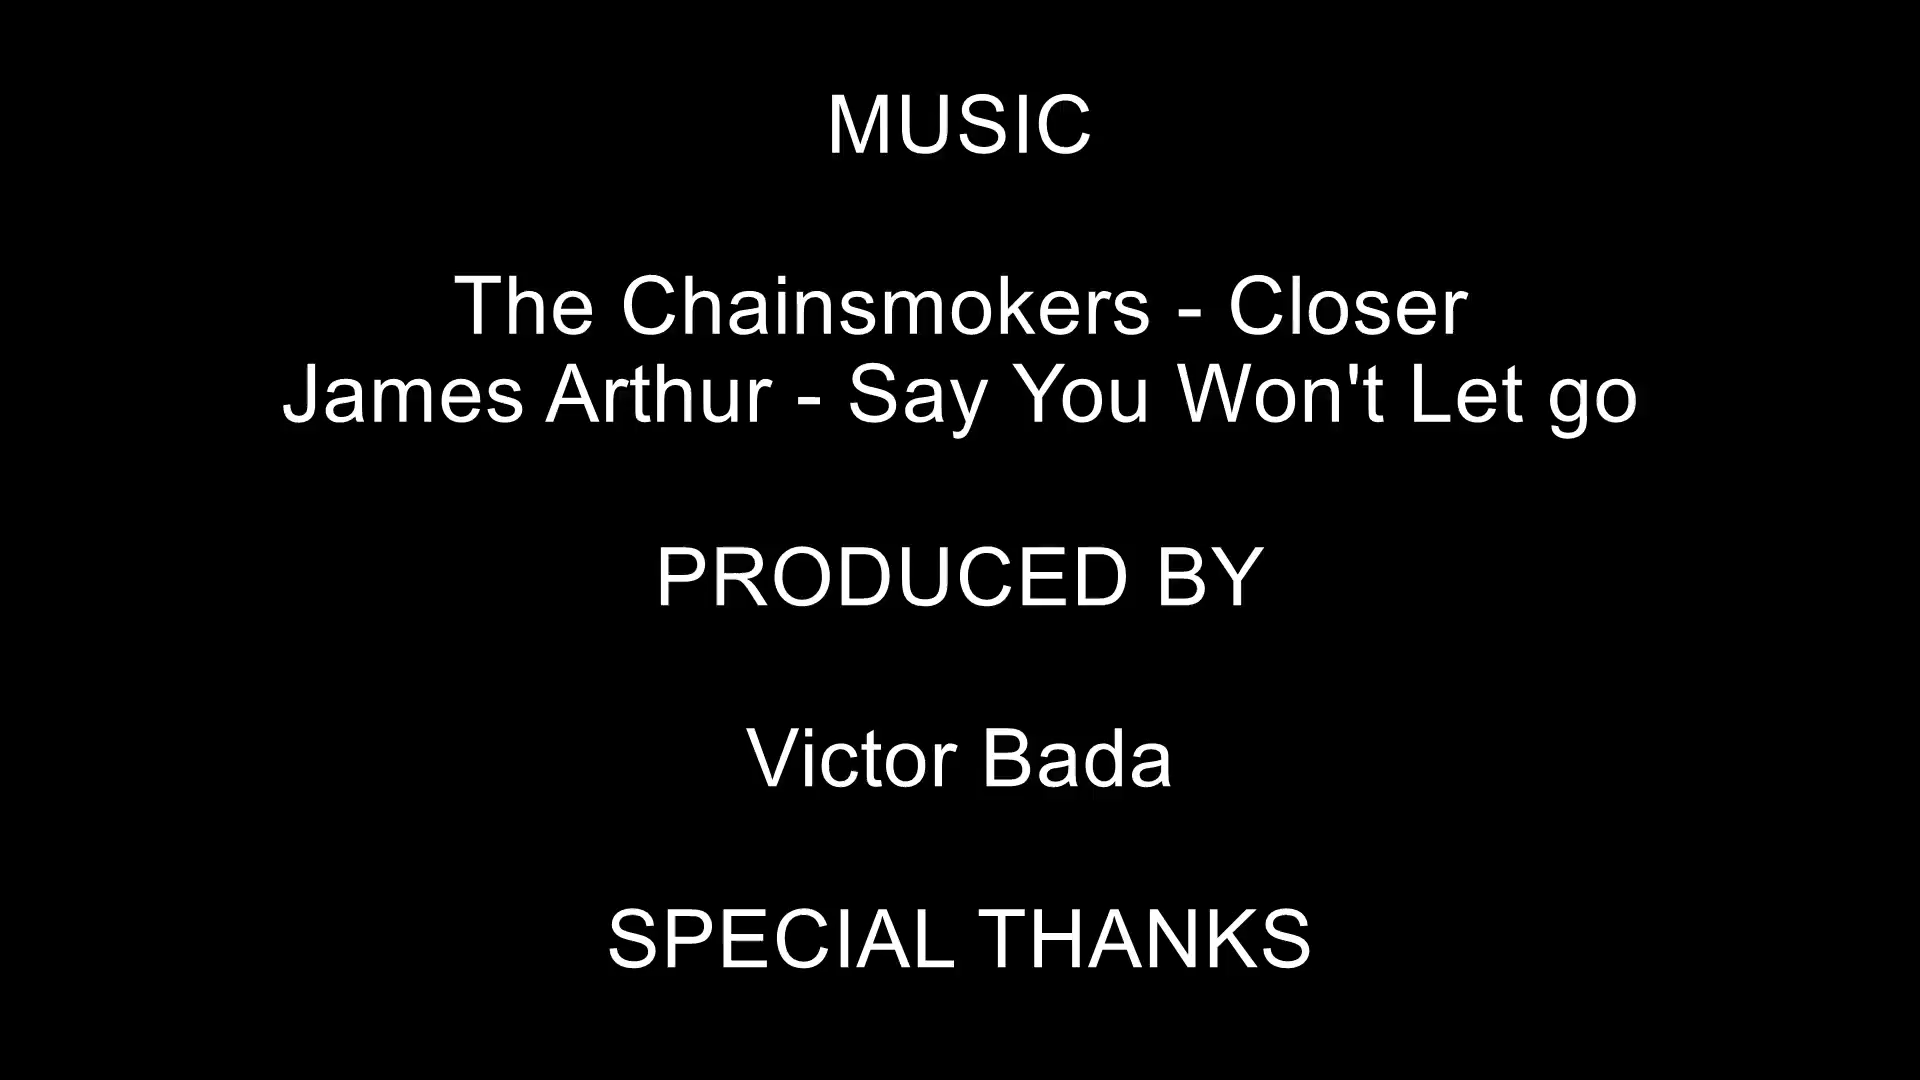 MUSIC
The Chainsmokers - Closer
James Arthur - Say You Won't Let go
PRODUCED BY
Victor Bada
SPECIAL THANKS